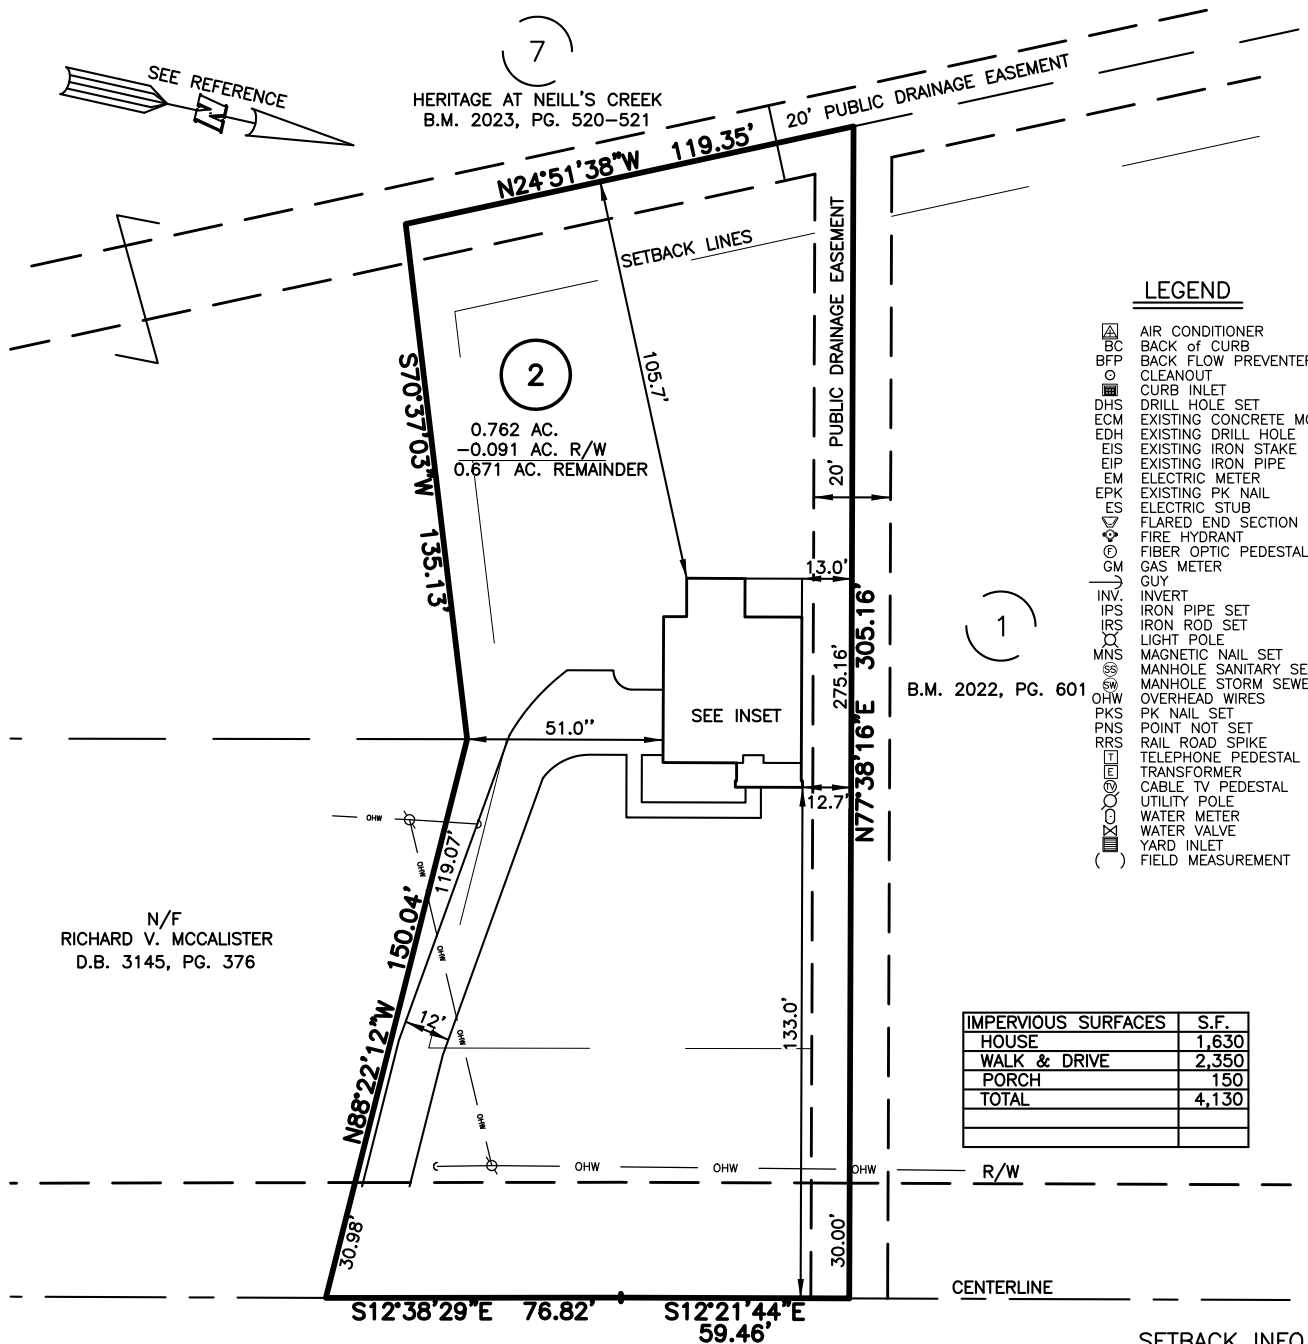 7
SEE REFERENCE
N
HERITAGE AT NEILL'S CREEK
B.M. 2023, PG. 520-521
20' PUBLIC DRAINAGE EASEMENT
N24°51'38"W 119.35'
SETBACK LINES
20' PUBLIC DRAINAGE EASEMENT
2
0.762 AC.
-0.091 AC. R/W
0.671 AC. REMAINDER
105.7'
S70°37'03"W 135.13'
LEGEND
A AIR CONDITIONER
BC BACK of CURB
BFP BACK FLOW PREVENTER
CLEANOUT
CURB INLET
DHS DRILL HOLE SET
ECM EXISTING CONCRETE MO
EDH EXISTING DRILL HOLE
EIS EXISTING IRON STAKE
EIP EXISTING IRON PIPE
EM ELECTRIC METER
EPK EXISTING PK NAIL
ES ELECTRIC STUB
FLARED END SECTION
FIRE HYDRANT
F FIBER OPTIC PEDESTAL
GM GAS METER
GUY
INV. INVERT
IPS IRON PIPE SET
IRS IRON ROD SET
LIGHT POLE
MNS MAGNETIC NAIL SET
SS MANHOLE SANITARY SE
SW MANHOLE STORM SEWE
OHW OVERHEAD WIRES
PKS PK NAIL SET
PNS POINT NOT SET
RRS RAIL ROAD SPIKE
T TELEPHONE PEDESTAL
E TRANSFORMER
TV CABLE TV PEDESTAL
UTILITY POLE
WATER METER
WATER VALVE
YARD INLET
( ) FIELD MEASUREMENT
13.0'
1
B.M. 2022, PG. 601
275.16'
N77°38'16"E 305.16'
SEE INSET
51.0''
12.7'
OHW
OHW
OHW
OHW
OHW
119.07'
N88°22'12"W 150.04'
N/F
RICHARD V. MCCALISTER
D.B. 3145, PG. 376
12'
133.0'
IMPERVIOUS SURFACES S.F.
HOUSE 1,630
WALK & DRIVE 2,350
PORCH 150
TOTAL 4,130
OHW OHW OHW R/W
30.98'
30.00'
CENTERLINE
S12°38'29"E 76.82' S12°21'44"E
59.46'
SETBACK INFO